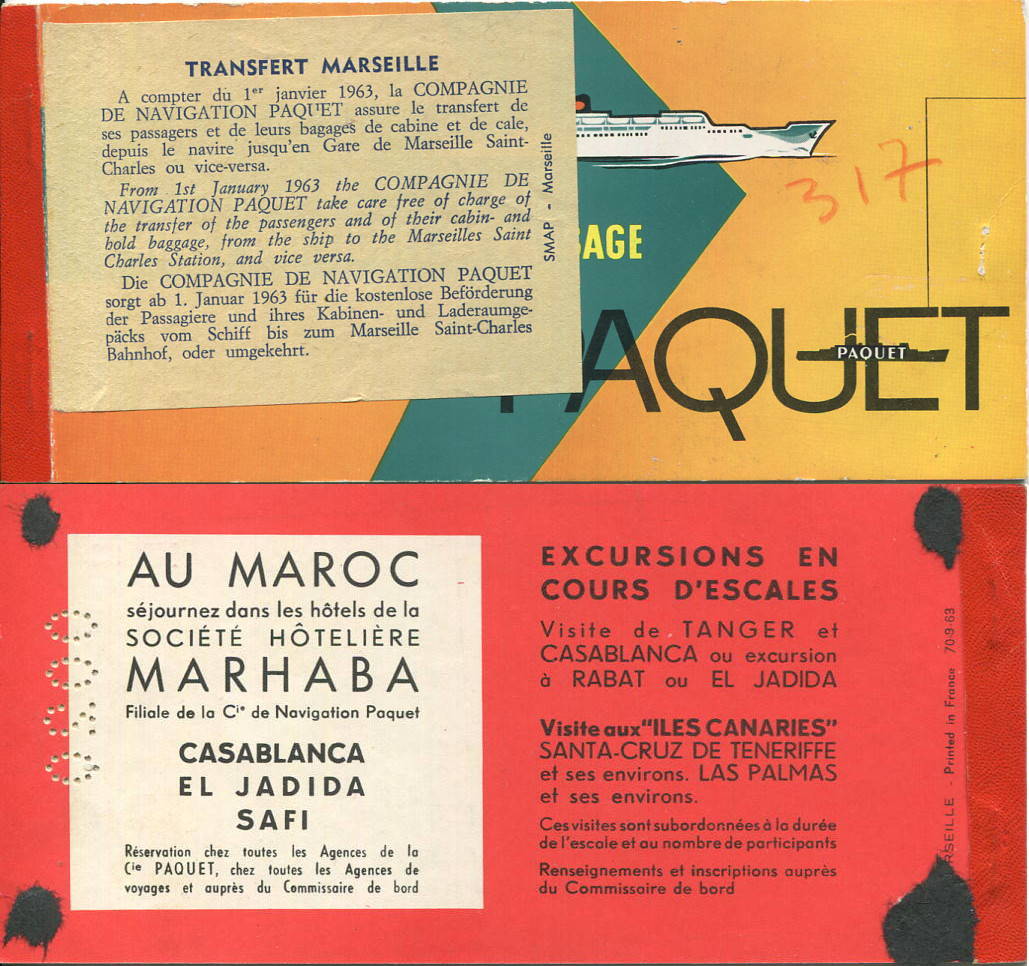 TRANSFERT MARSEILLE
A compter du 1er janvier 1963, la COMPAGNIE
DE NAVIGATION PAQUET assure le transfert de
ses passagers et de leurs bagages de cabine et de cale,
depuis le navire jusqu'en Gare de Marseille Saint-
Charles ou vice-versa.
From 1st January 1963 the COMPAGNIE DE
NAVIGATION PAQUET take care free of charge of
the transfer of the passengers and of their cabin- and
hold baggage, from the ship to the Marseilles Saint
Charles Station, and vice versa.
Die COMPAGNIE DE NAVIGATION PAQUET
sorgt ab 1. Januar 1963 für die kostenlose Beförderung
der Passagiere und ihres Kabinen- und Laderaumge-
päcks vom Schiff bis zum Marseille Saint-Charles
Bahnhof, oder umgekehrt.
SMAP - Marseille
317
AGE
PAQUET
PAQUET
AU MAROC
séjournez dans les hôtels de la
SOCIÉTÉ HÔTELIÈRE
MARHABA
Filiale de la Cie de Navigation Paquet
CASABLANCA
EL JADIDA
SAFI
Réservation chez toutes les Agences de la
Cie PAQUET, chez toutes les Agences de
voyages et auprès du Commissaire de bord
EXCURSIONS EN
COURS D'ESCALES
Visite de TANGER et
CASABLANCA ou excursion
à RABAT ou EL JADIDA
Visite aux "ILES CANARIES"
SANTA-CRUZ DE TENERIFFE
et ses environs. LAS PALMAS
et ses environs.
Ces visites sont subordonnées à la durée
de l'escale et au nombre de participants
Renseignements et inscriptions auprès
du Commissaire de bord
RSEILLE - Printed in France 70-9-63